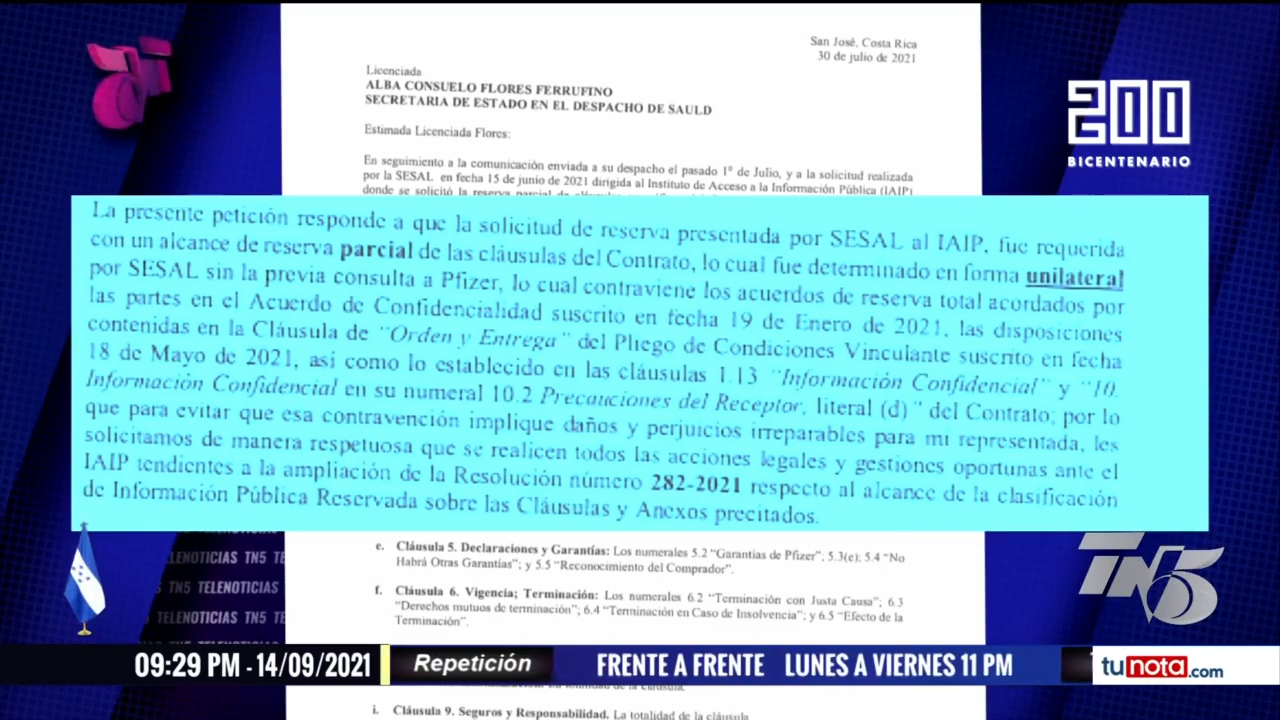 San José, Costa Rica
30 de julio de 2021
Licenciada
ALBA CONSUELO FLORES FERRUFINO
SECRETARIA DE ESTADO EN EL DESPACHO DE SAULD
Estimada Licenciada Flores:
En seguimiento a la comunicación enviada a su despacho el pasado 1° de Julio, y a la solicitud realizada
por la SESAL en fecha 15 de junio de 2021 dirigida al Instituto de Acceso a la Información Pública (IAIP)
donde se solicitó la reserva parcial de
200
BICENTENARIO
La presente petición responde a que la solicitud de reserva presentada por SESAL al IAIP, fue requerida
con un alcance de reserva parcial de las cláusulas del Contrato, lo cual fue determinado en forma unilateral
por SESAL sin la previa consulta a Pfizer, lo cual contraviene los acuerdos de reserva total acordados por
las partes en el Acuerdo de Confidencialidad suscrito en fecha 19 de Enero de 2021, las disposiciones
contenidas en la Cláusula de "Orden y Entrega" del Pliego de Condiciones Vinculante suscrito en fecha
18 de Mayo de 2021, así como lo establecido en las cláusulas 1.13 "Información Confidencial" y "10.
Información Confidencial en su numeral 10.2 Precauciones del Receptor, literal (d)" del Contrato; por lo
que para evitar que esa contravención implique daños y perjuicios irreparables para mi representada, les
solicitamos de manera respetuosa que se realicen todos las acciones legales y gestiones oportunas ante el
IAIP tendientes a la ampliación de la Resolución número 282-2021 respecto al alcance de la clasificación
de Información Pública Reservada sobre las Cláusulas y Anexos precitados.
e. Cláusula 5. Declaraciones y Garantías: Los numerales 5.2 "Garantías de Pfizer"; 5.3(e); 5.4 "No
Habrá Otras Garantías"; y 5.5 "Reconocimiento del Comprador".
f. Cláusula 6. Vigencia; Terminación: Los numerales 6.2 "Terminación con Justa Causa"; 6.3
"Derechos mutuos de terminación"; 6.4 "Terminación en Caso de Insolvencia"; y 6.5 "Efecto de la
Terminación".
LENOTICIAS TN5 TE
TN5 TELENOTICIAS
TELENOTICIAS TN5
TN5
09:29 PM - 14/09/2021
Repetición
FRENTE A FRENTE LUNES A VIERNES 11 PM
tunota.com
i. Cláusula 9. Seguros y Responsabilidad. La totalidad de la cláusula